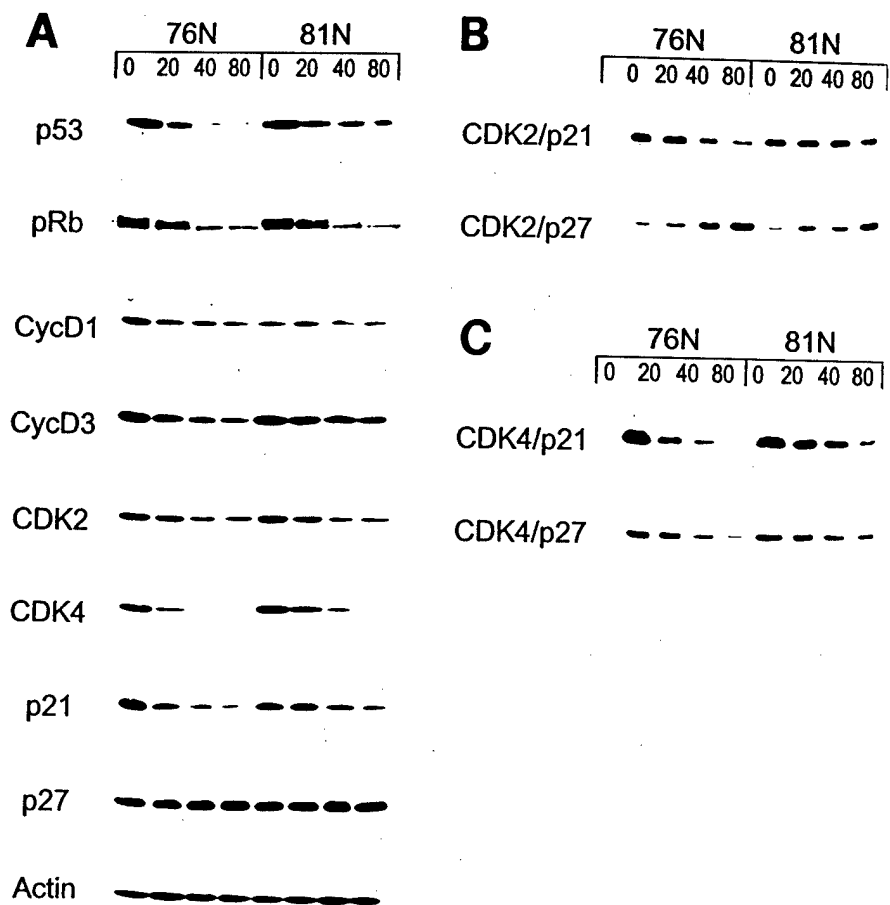 A
76N 81N
0 20 40 80 0 20 40 80
p53
pRb
CycD1
CycD3
CDK2
CDK4
p21
p27
Actin
B
76N 81N
0 20 40 80 0 20 40 80
CDK2/p21
CDK2/p27
C
76N 81N
0 20 40 80 0 20 40 80
CDK4/p21
CDK4/p27